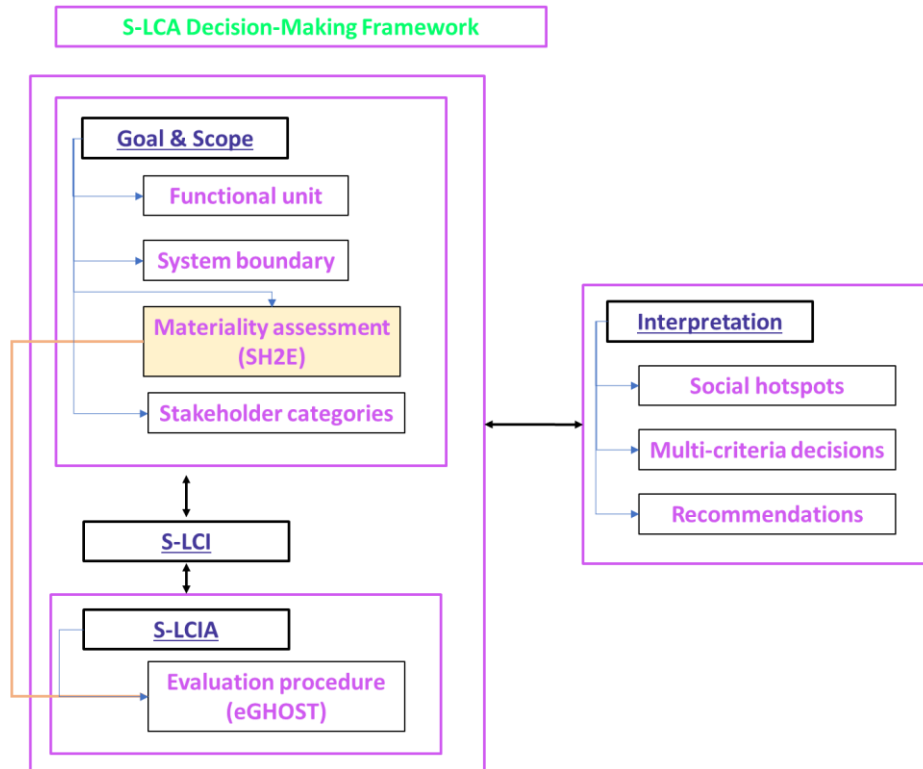 S-LCA Decision-Making Framework
Goal & Scope
Functional unit
System boundary
Materiality assessment
(SH2E)
Stakeholder categories
S-LCI
S-LCIA
Evaluation procedure
(eGHOST)
Interpretation
Social hotspots
Multi-criteria decisions
Recommendations